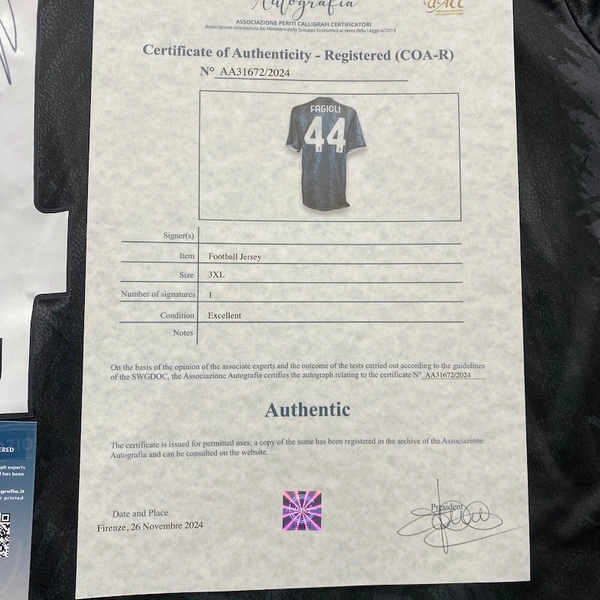 Autografia
ASSOCIAZIONE PERITI CALLIGRAFI CERTIFICATORI
Certificate of Authenticity - Registered (COA-R)
N° AA31672/2024
FAGIOLI
44
Signer(s)
Item Football Jersey
Size 3XL
Number of signatures 1
Condition Excellent
Notes
On the basis of the opinion of the associate experts and the outcome of the tests carried out according to the guidelines
of the SWGDOC, the Associazione Autografia certifies the autograph relating to the certificate N° AA31672/2024
Authentic
The certificate is issued for permitted uses; a copy of the same has been registered in the archive of the Associazione
Autografia and can be consulted on the website.
Date and Place
Firenze, 26 Novembre 2024
President